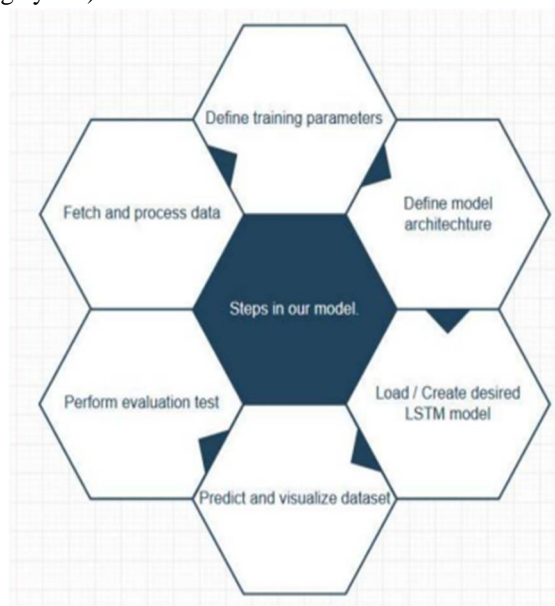 Define training parameters
Fetch and process data
Define model
architechture
Steps in our model.
Perform evaluation test
Load / Create desired
LSTM model
Predict and visualize dataset